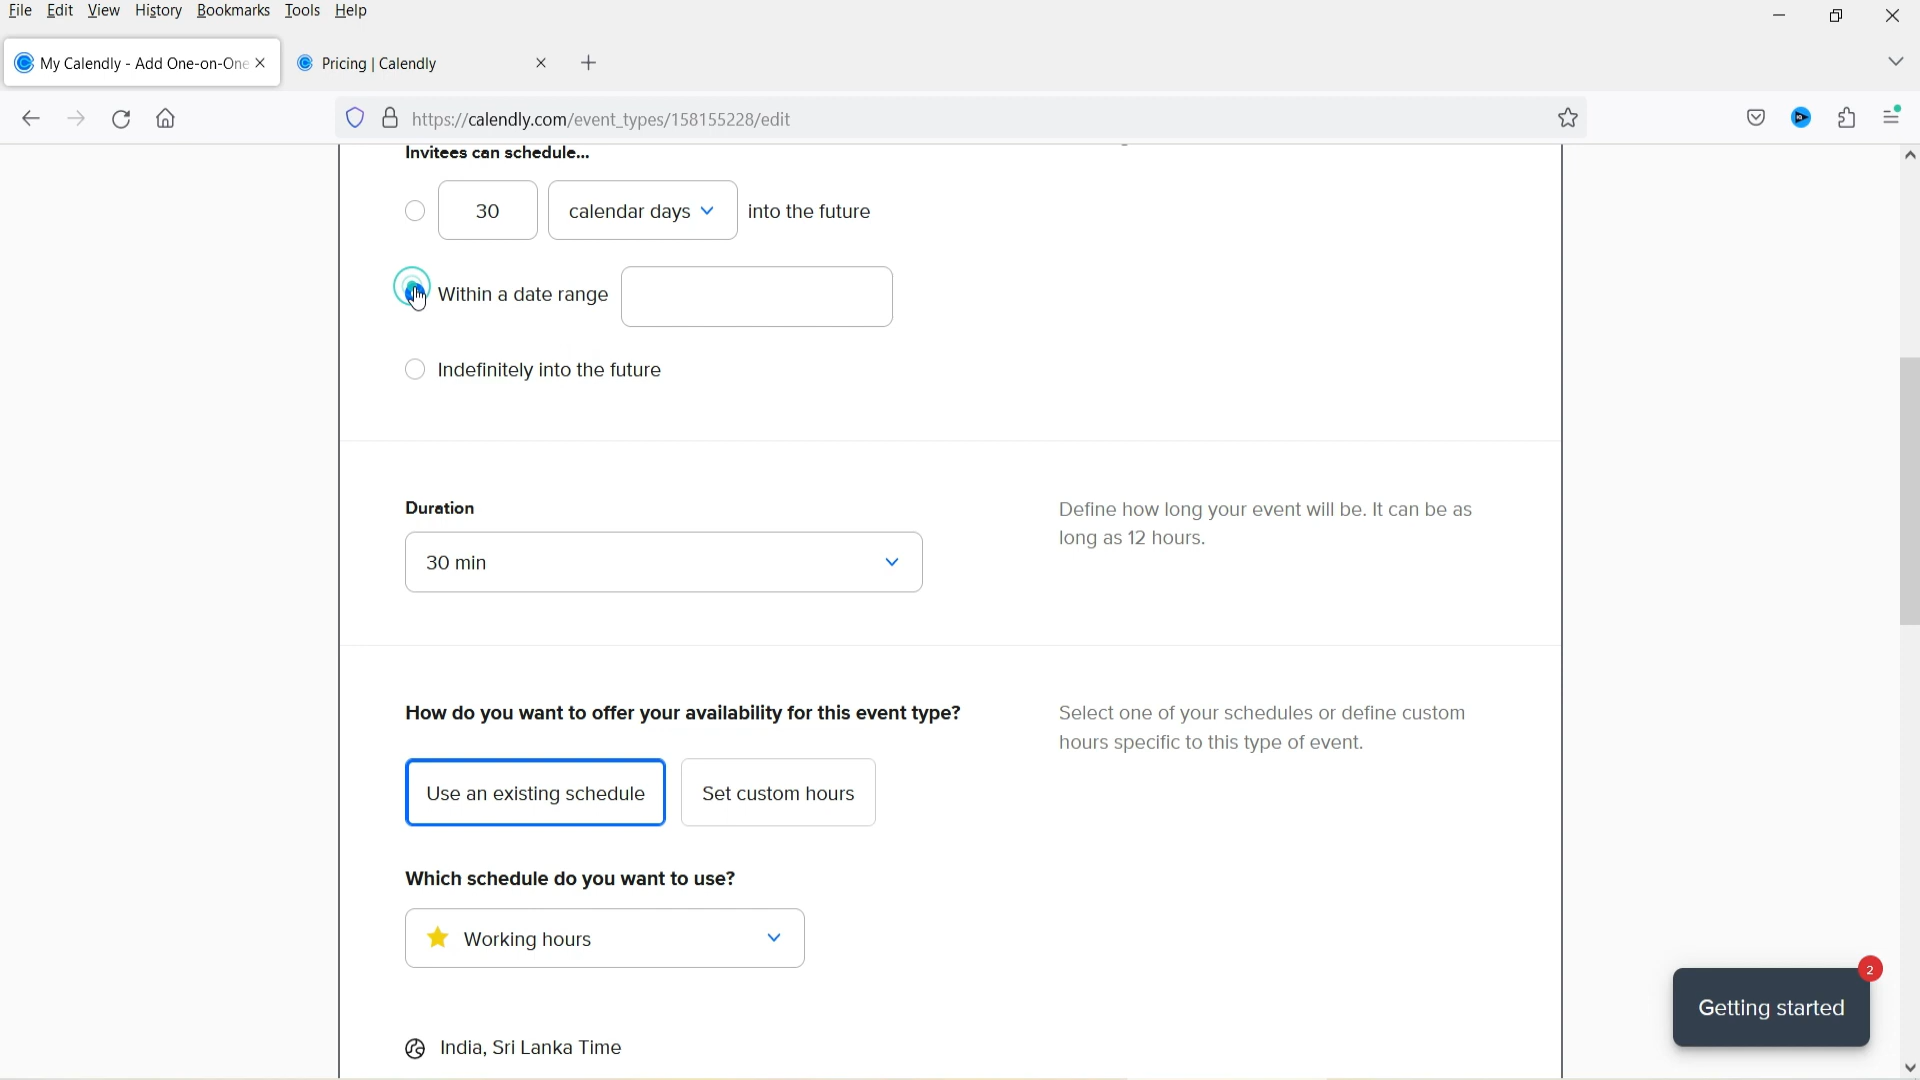 File Edit View History Bookmarks Tools Help
My Calendly - Add One-on-One
Pricing | Calendly
https://calendly.com/event_types/158155228/edit
Invitees can schedule...
30 calendar days into the future
Within a date range
Indefinitely into the future
Duration
30 min
Define how long your event will be. It can be as
long as 12 hours.
How do you want to offer your availability for this event type?
Use an existing schedule
Set custom hours
Select one of your schedules or define custom
hours specific to this type of event.
Which schedule do you want to use?
Working hours
India, Sri Lanka Time
2
Getting started